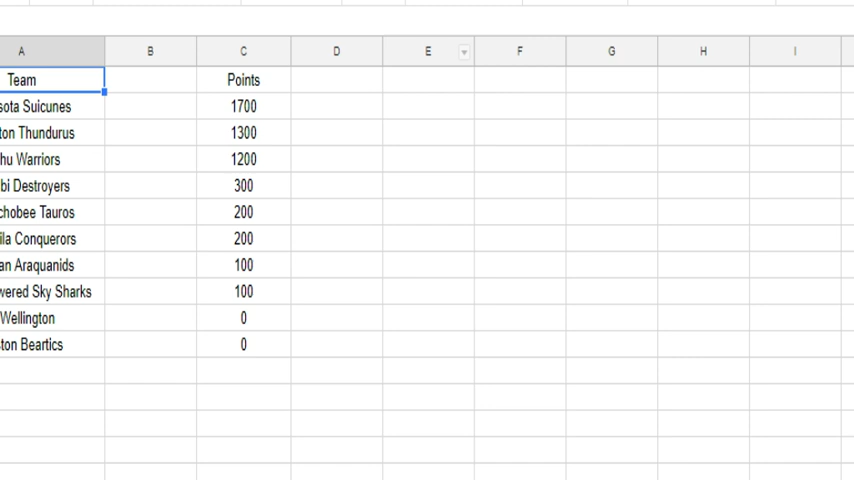 A B C D E F G H I
Team Points
sota Suicunes 1700
ton Thundurus 1300
hu Warriors 1200
bi Destroyers 300
chobee Tauros 200
ila Conquerors 200
an Araquanids 100
wered Sky Sharks 100
Wellington 0
ton Beartics 0